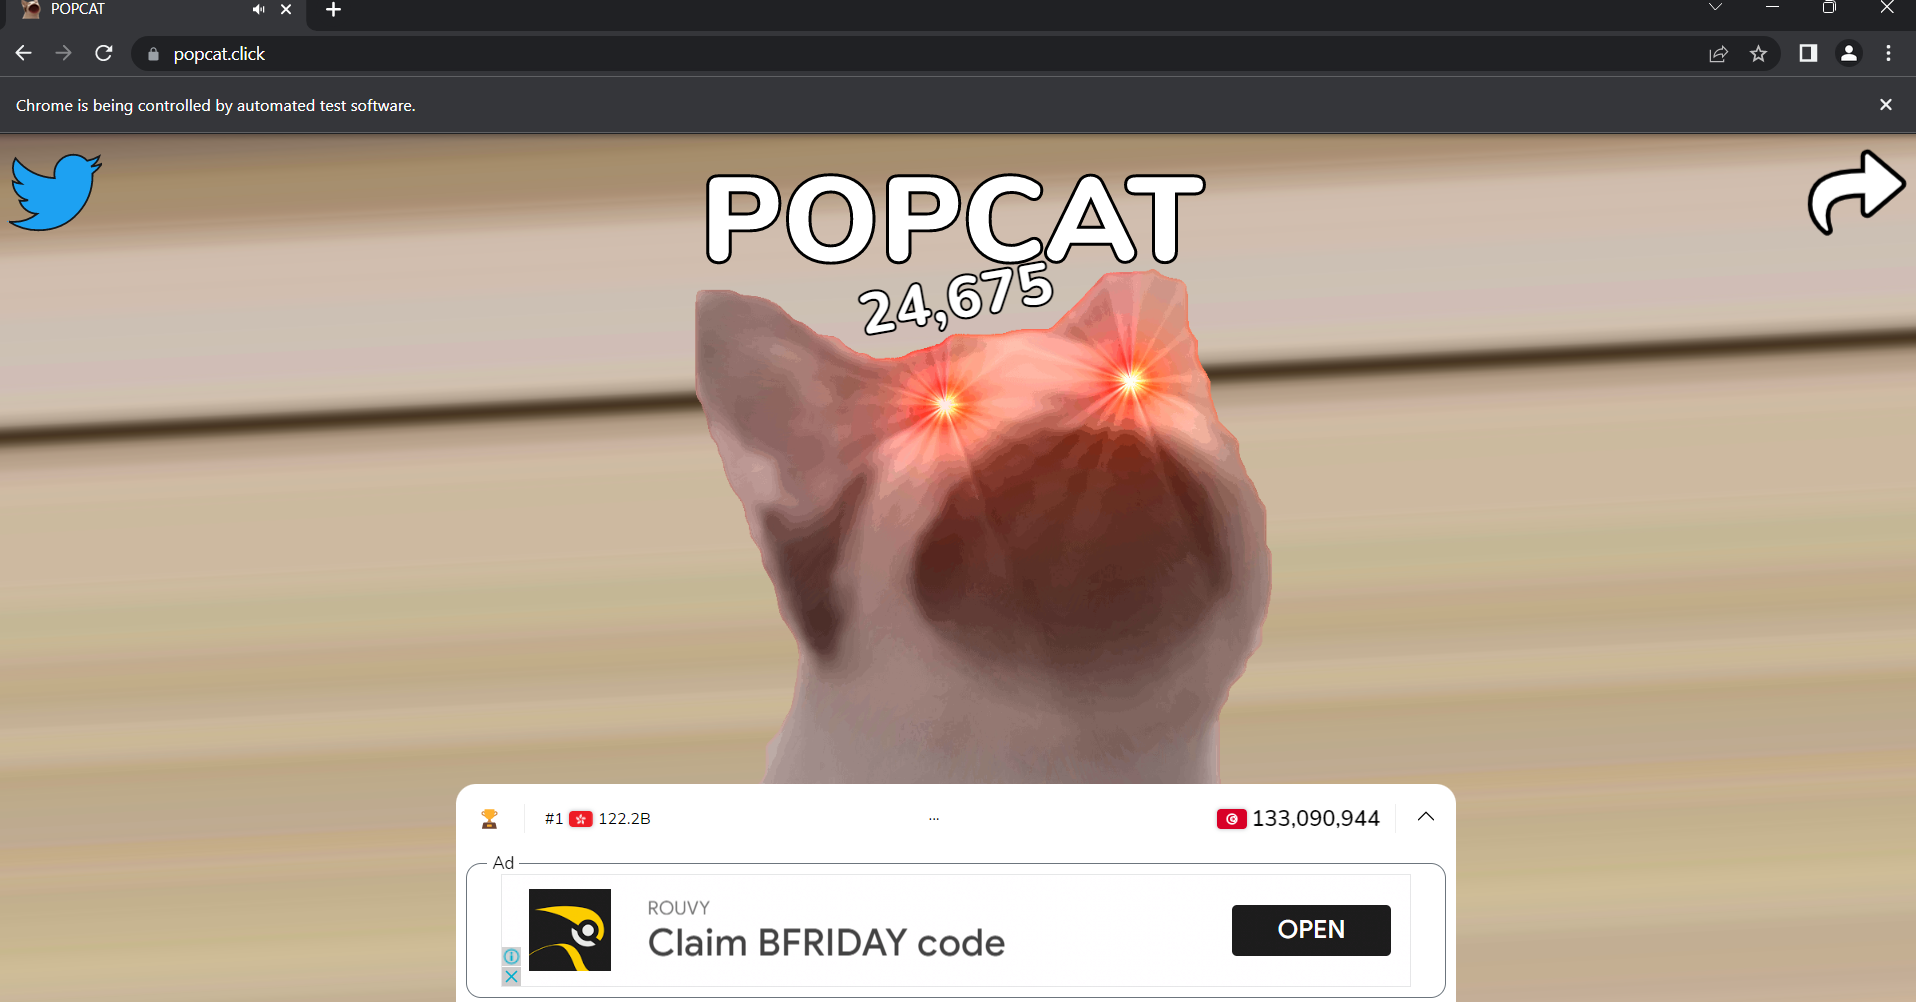 POPCAT
popcat.click
Chrome is being controlled by automated test software.
POPCAT
24,675
#1 122.2B
...
133,090,944
Ad
ROUVY
Claim BFRIDAY code
OPEN